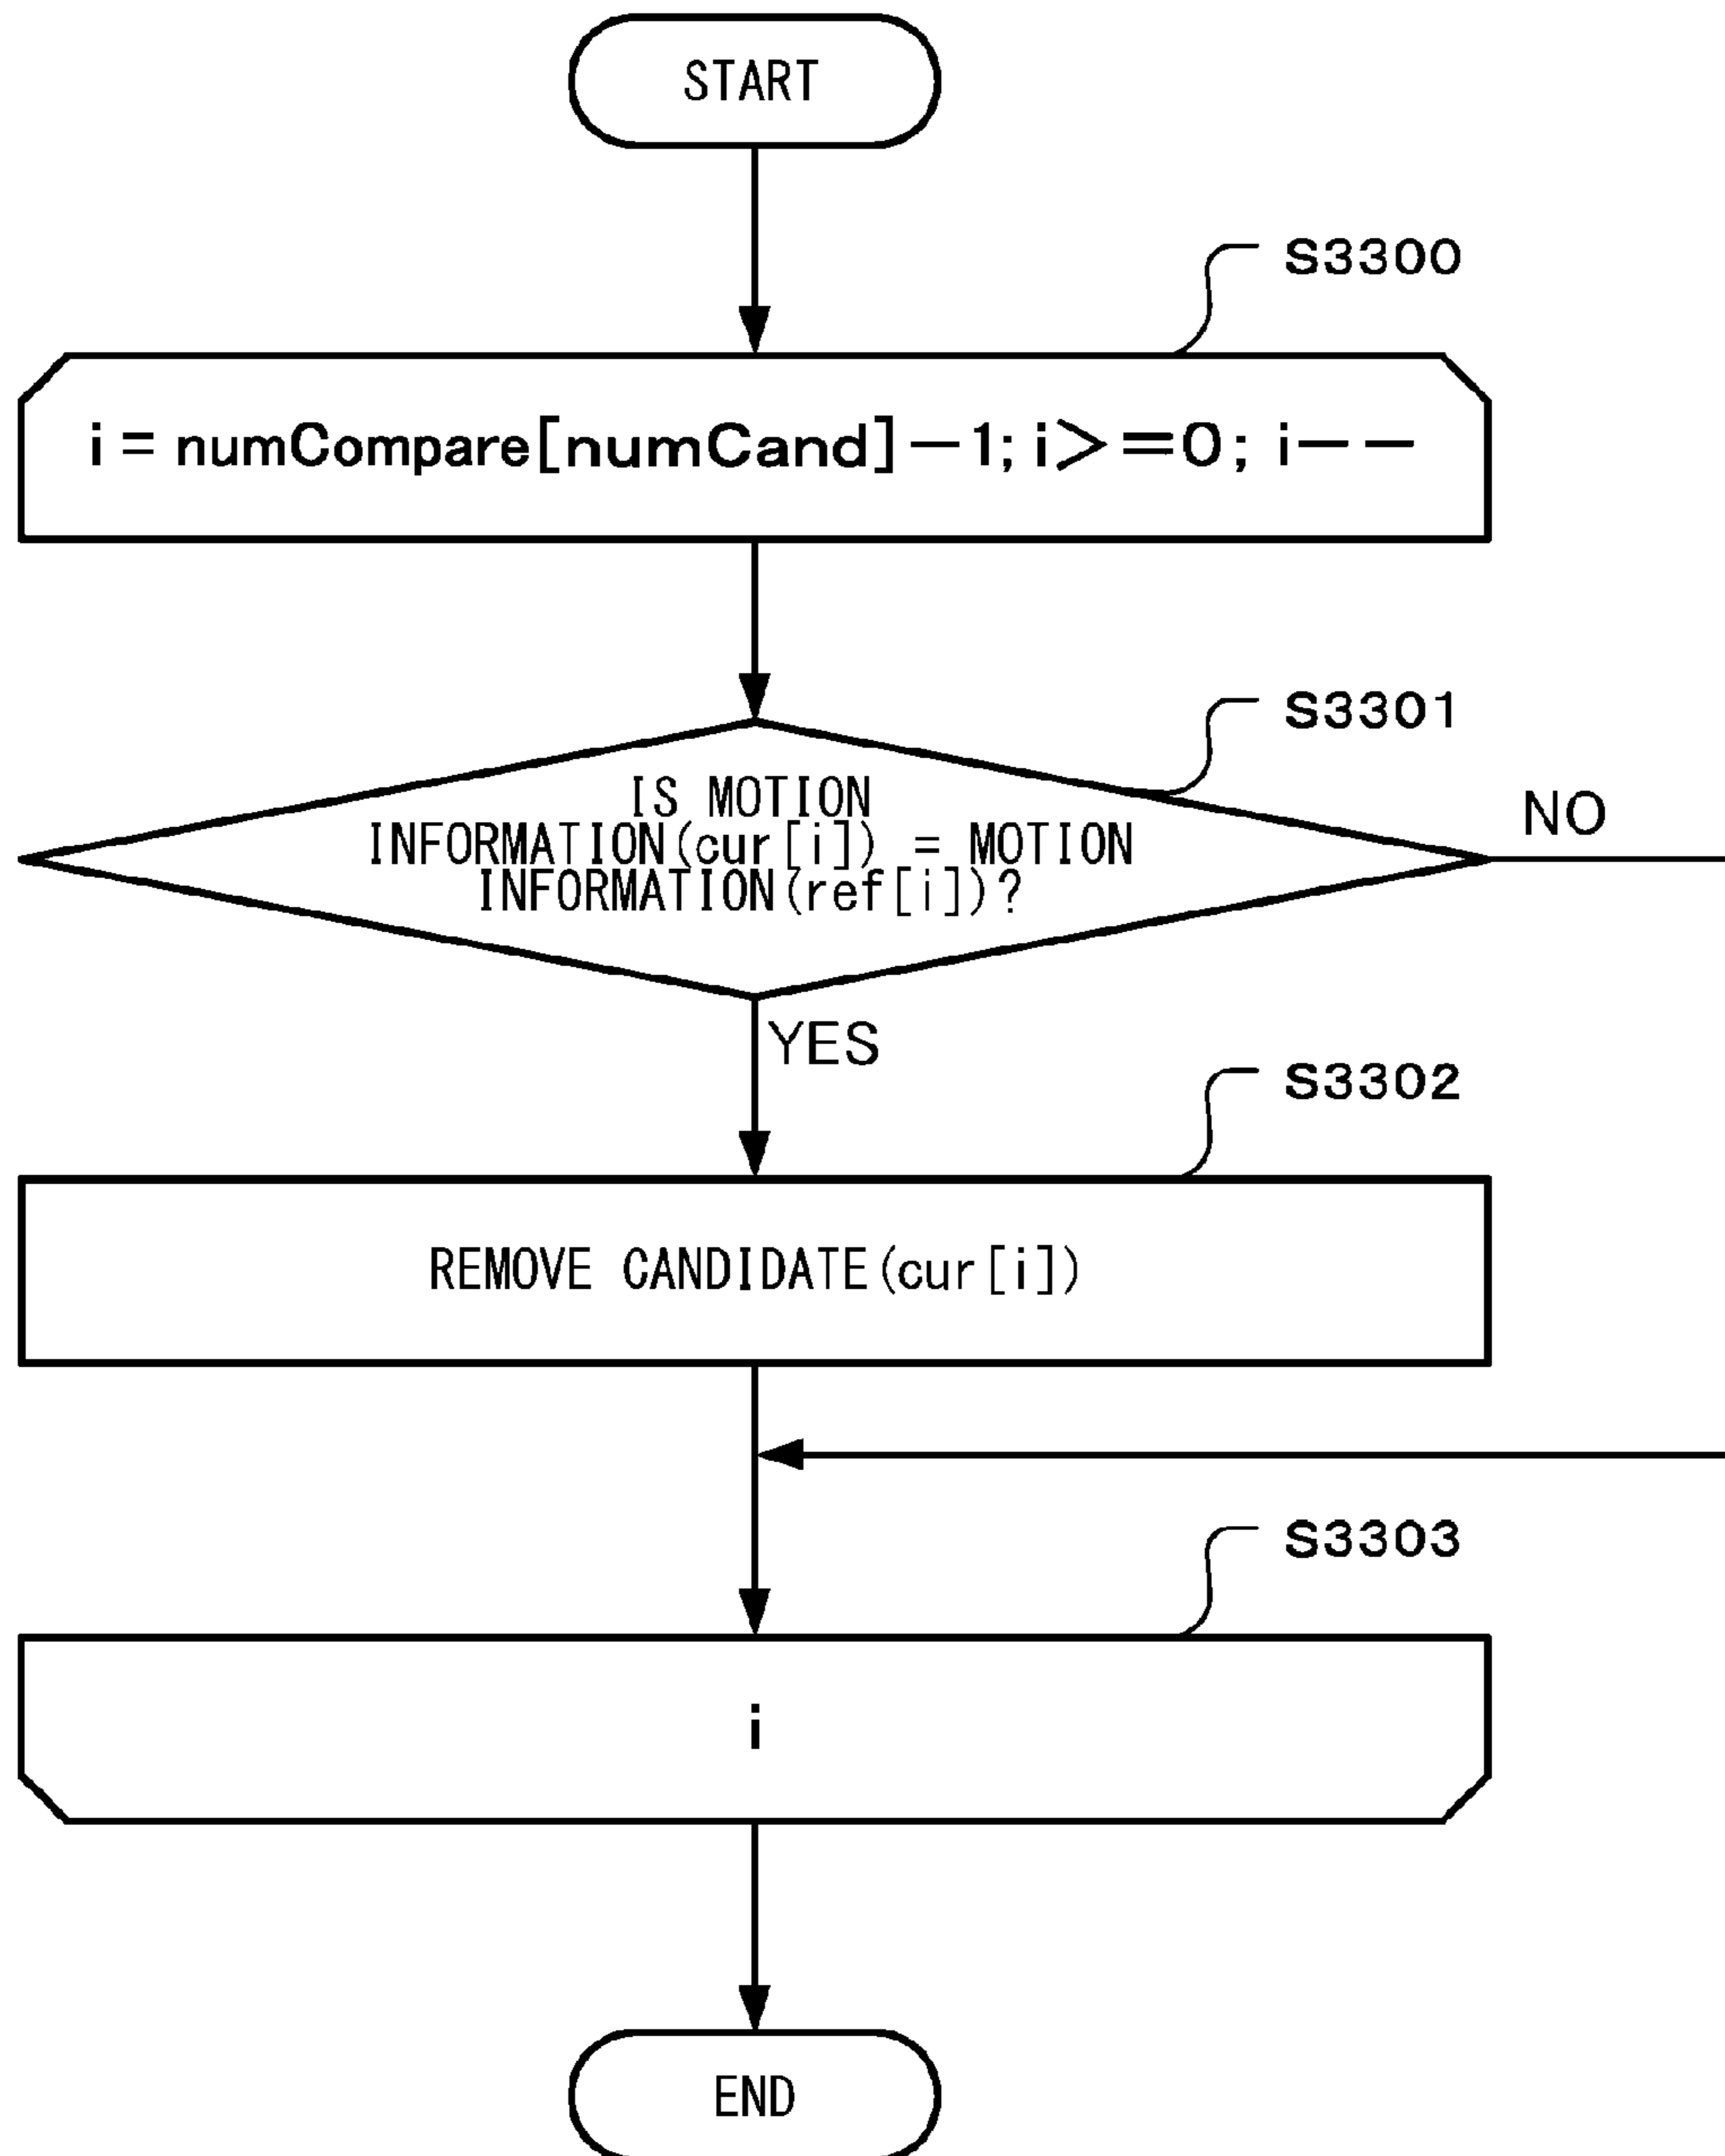 START
S3300
i = numCompare[numCand]−1; i>=0; i−−
S3301
IS MOTION
INFORMATION(cur[i]) = MOTION
INFORMATION(ref[i])?
NO
YES
S3302
REMOVE CANDIDATE(cur[i])
S3303
i
END